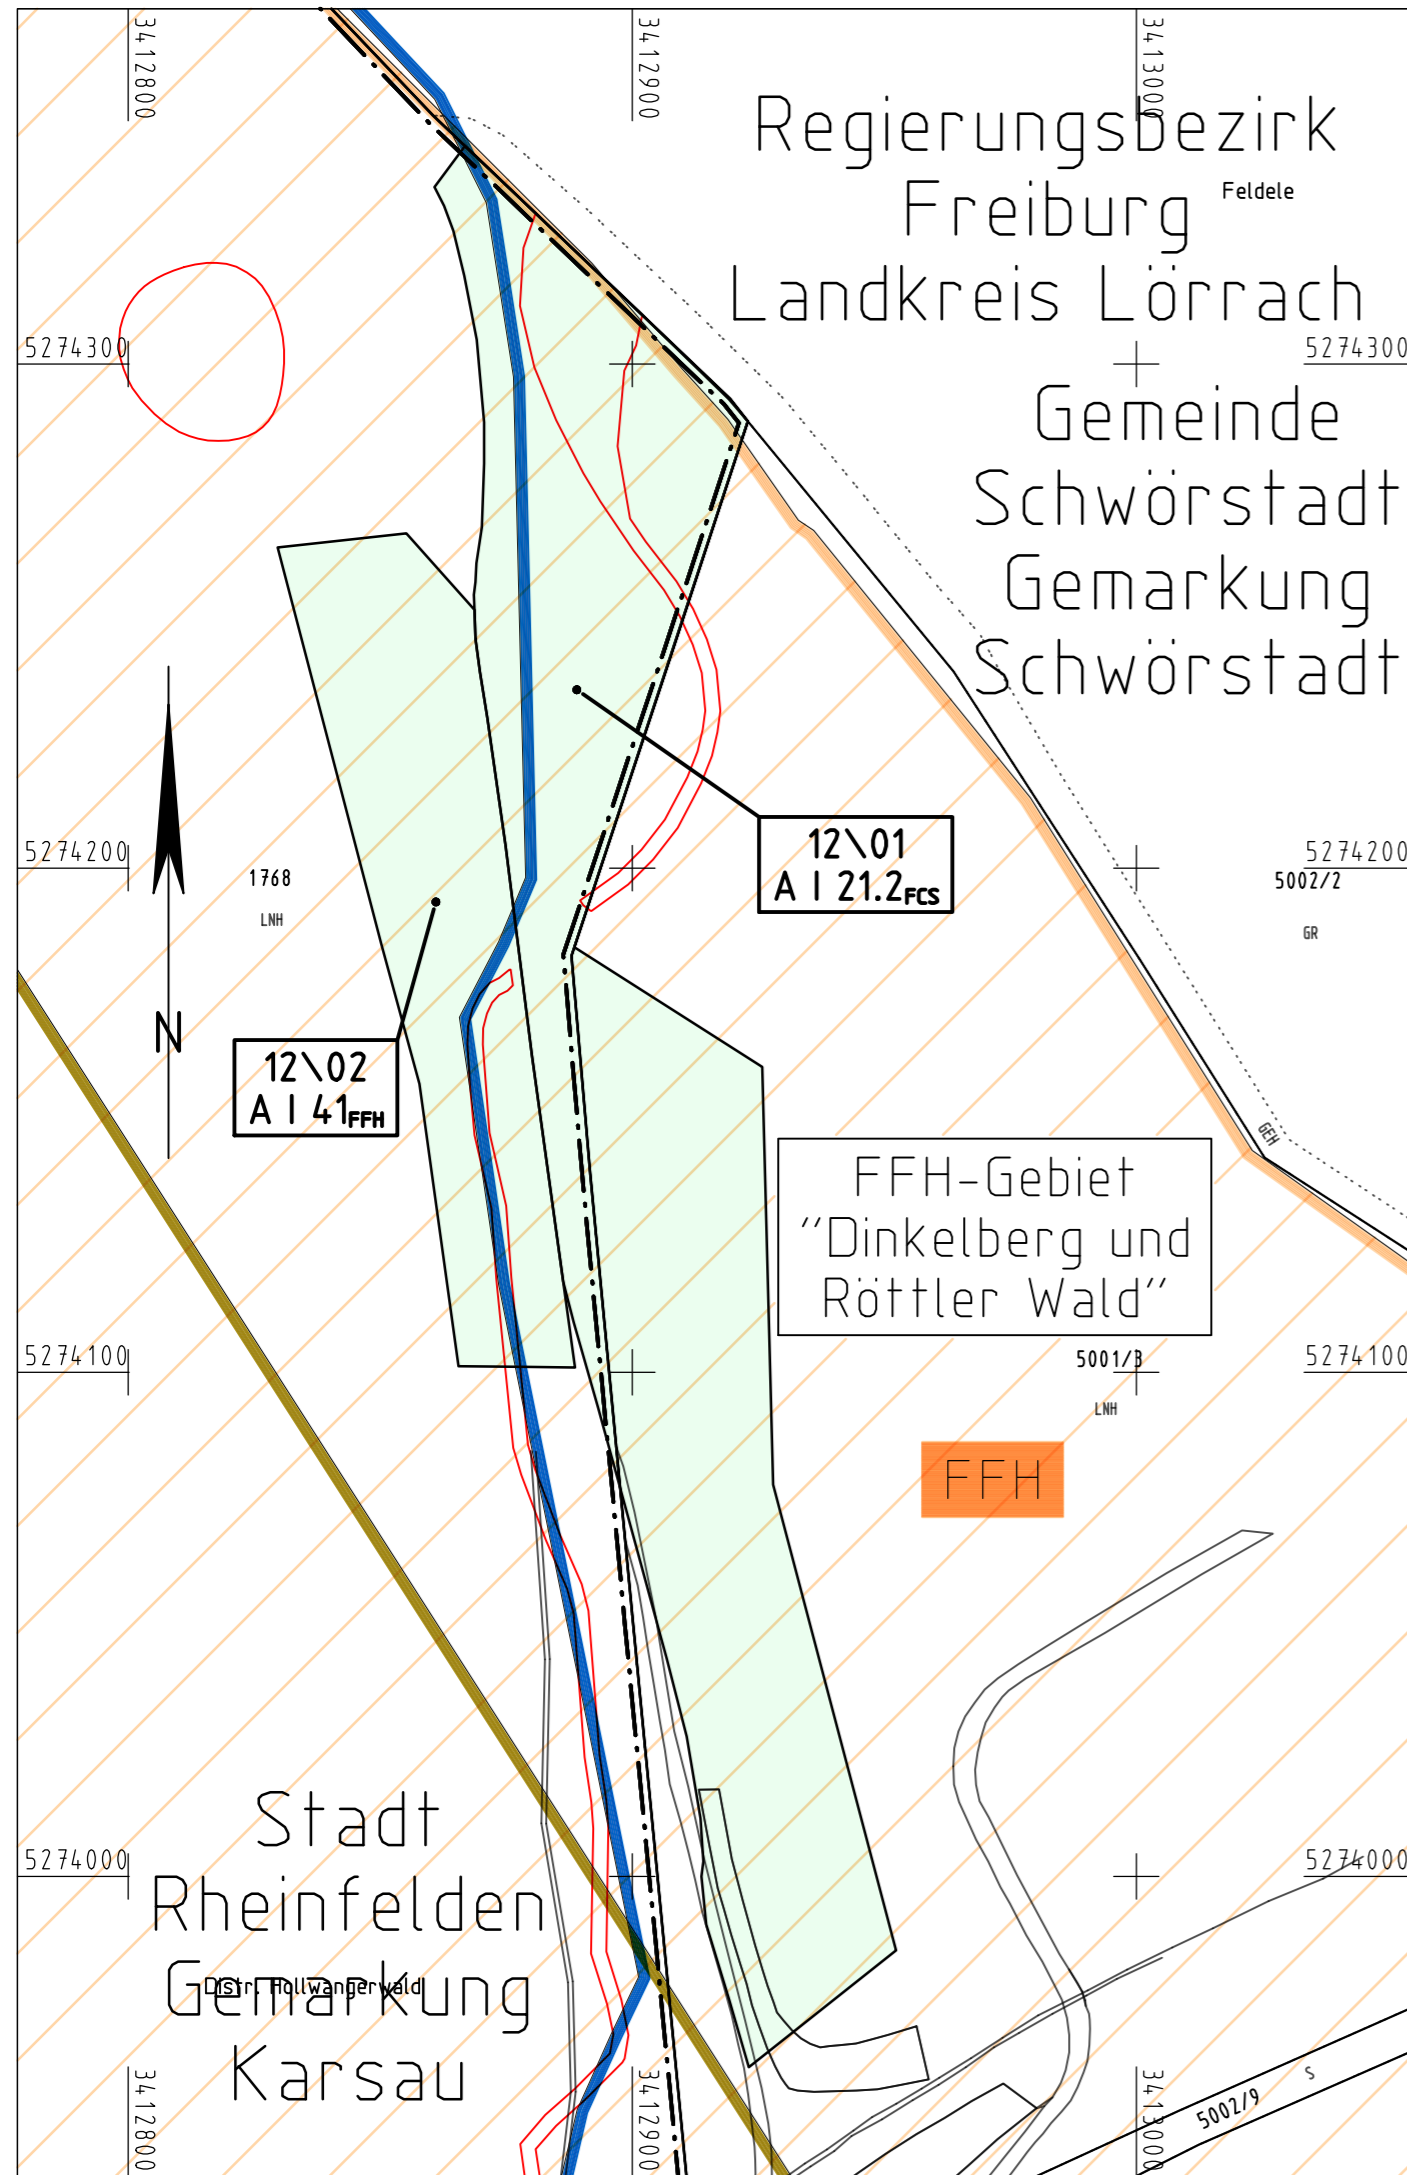 3412800
3412900
3413000
Regierungsbezirk
Freiburg
Feldele
Landkreis Lörrach
5274300
5274300
Gemeinde
Schwörstadt
Gemarkung
Schwörstadt
12\01
A I 21.2FCS
5274200
5274200
1768
LNH
5002/2
GR
N
12\02
A I 41FFH
GEH
FFH-Gebiet
"Dinkelberg und
Röttler Wald"
5274100
5001/3
5274100
LNH
FFH
Stadt
5274000
5274000
Rheinfelden
Distr. Hollwangerwald
Gemarkung
Karsau
3412800
3412900
3413000
5002/9
S